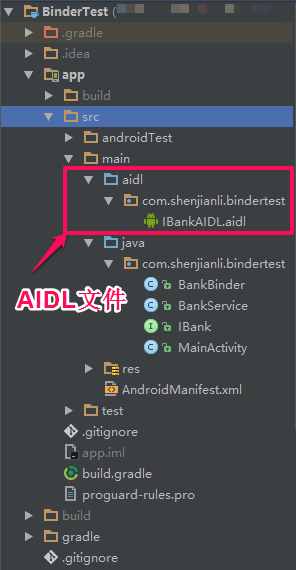 BinderTest (
.gradle
.idea
app
build
src
androidTest
main
aidl
com.shenjianli.bindertest
IBankAIDL.aidl
java
com.shenjianli.bindertest
BankBinder
BankService
IBank
MainActivity
res
AndroidManifest.xml
test
.gitignore
app.iml
build.gradle
proguard-rules.pro
build
gradle
.gitignore
AIDL文件